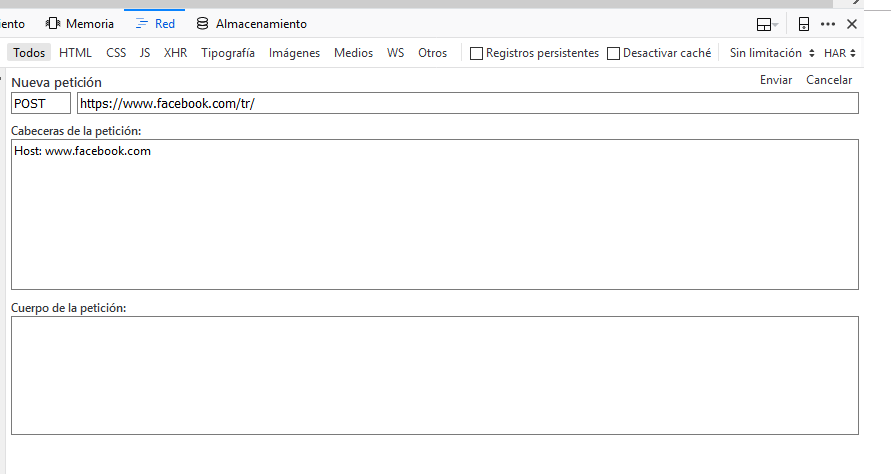 iento Memoria Red Almacenamiento
Todos HTML CSS JS XHR Tipografía Imágenes Medios WS Otros Registros persistentes Desactivar caché Sin limitación HAR
Nueva petición Enviar Cancelar
POST https://www.facebook.com/tr/
Cabeceras de la petición:
Host: www.facebook.com
Cuerpo de la petición: